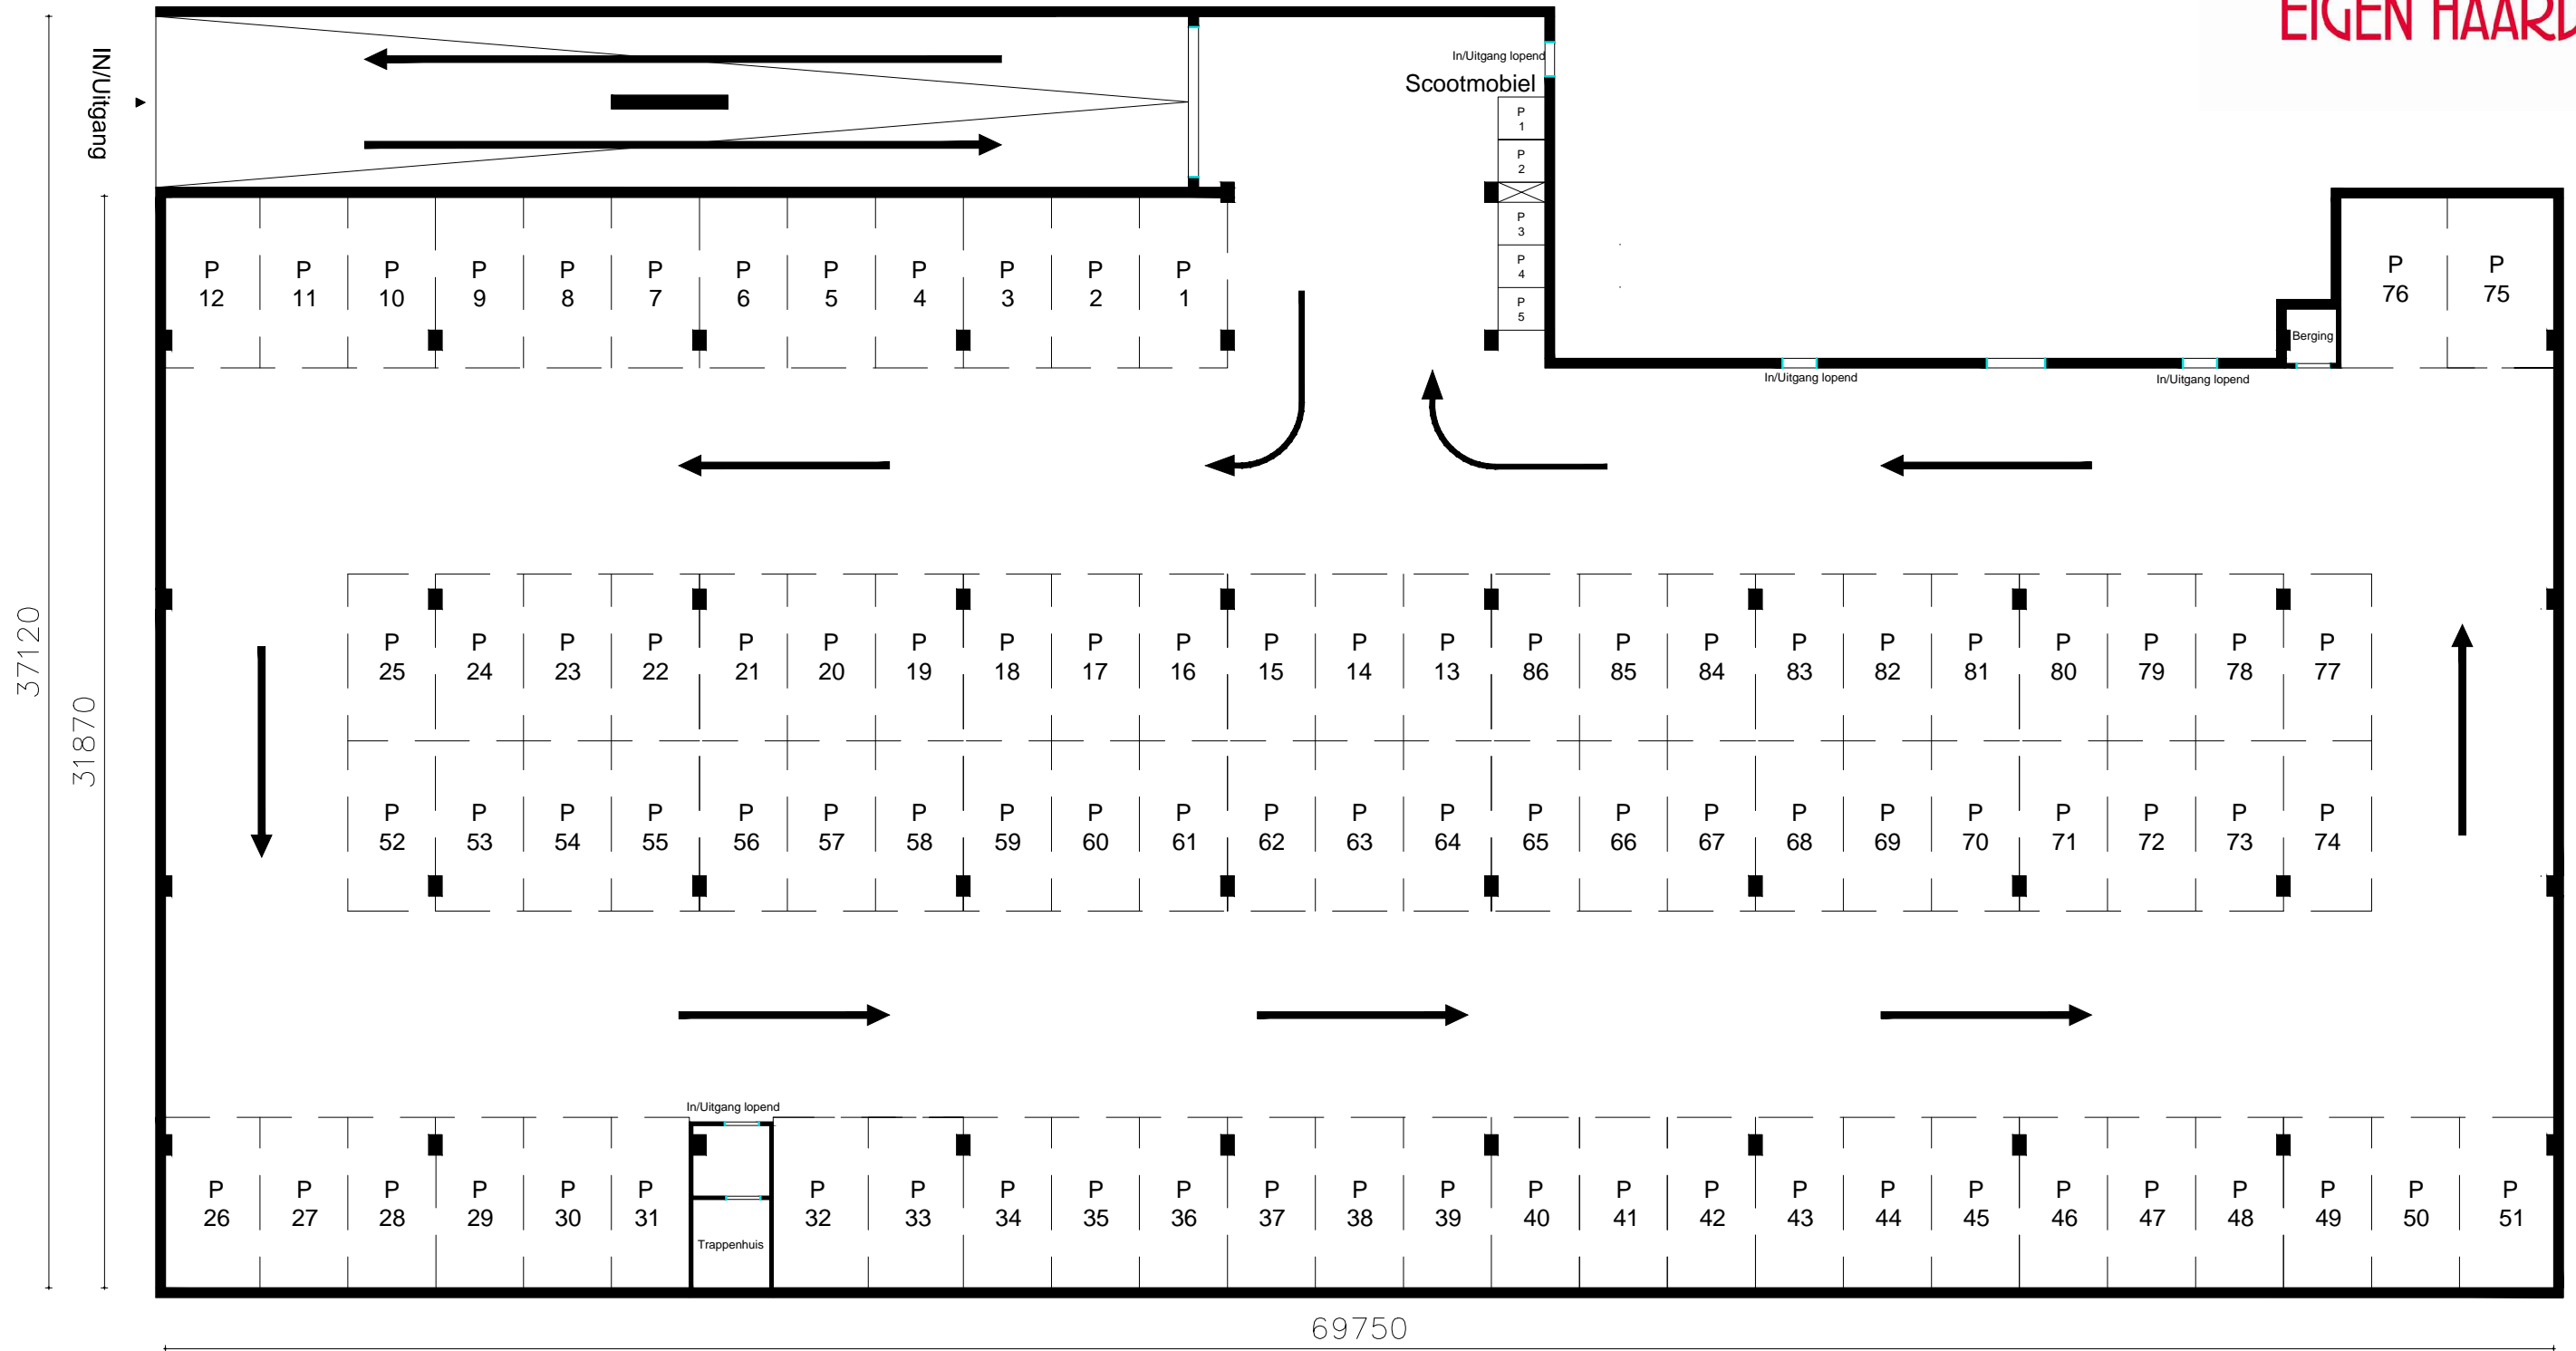 EIGEN HAARD
IN/Uitgang
In/Uitgang lopend
Scootmobiel
P
1
P
2
P
3
P
4
P
5
P
12
P
11
P
10
P
9
P
8
P
7
P
6
P
5
P
4
P
3
P
2
P
1
P
76
P
75
Berging
In/Uitgang lopend
In/Uitgang lopend
37120
31870
P
25
P
24
P
23
P
22
P
21
P
20
P
19
P
18
P
17
P
16
P
15
P
14
P
13
P
86
P
85
P
84
P
83
P
82
P
81
P
80
P
79
P
78
P
77
P
52
P
53
P
54
P
55
P
56
P
57
P
58
P
59
P
60
P
61
P
62
P
63
P
64
P
65
P
66
P
67
P
68
P
69
P
70
P
71
P
72
P
73
P
74
In/Uitgang lopend
P
26
P
27
P
28
P
29
P
30
P
31
Trappenhuis
P
32
P
33
P
34
P
35
P
36
P
37
P
38
P
39
P
40
P
41
P
42
P
43
P
44
P
45
P
46
P
47
P
48
P
49
P
50
P
51
69750